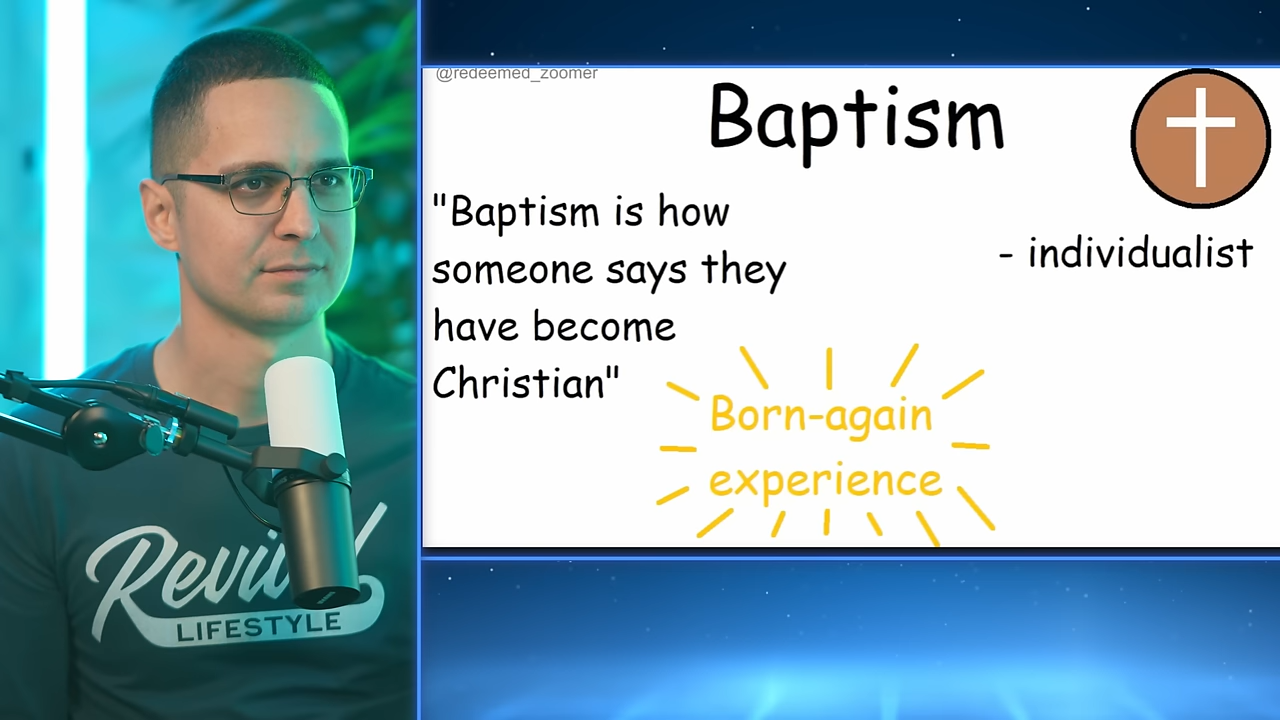 @redeemed_zoomer
Baptism
"Baptism is how
someone says they
have become
Christian"
- individualist
Born-again
experience
LIFESTYLE